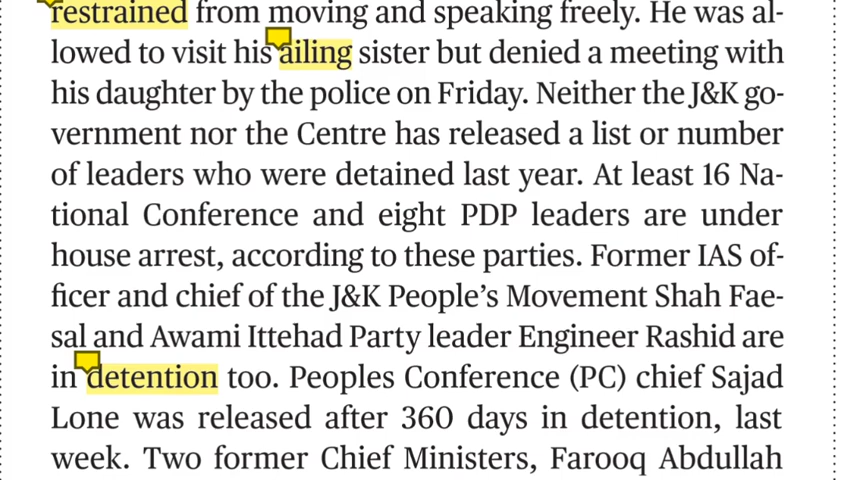 restrained from moving and speaking freely. He was al-
lowed to visit his ailing sister but denied a meeting with
his daughter by the police on Friday. Neither the J&K go-
vernment nor the Centre has released a list or number
of leaders who were detained last year. At least 16 Na-
tional Conference and eight PDP leaders are under
house arrest, according to these parties. Former IAS of-
ficer and chief of the J&K People’s Movement Shah Fae-
sal and Awami Ittehad Party leader Engineer Rashid are
in detention too. Peoples Conference (PC) chief Sajad
Lone was released after 360 days in detention, last
week. Two former Chief Ministers, Farooq Abdullah